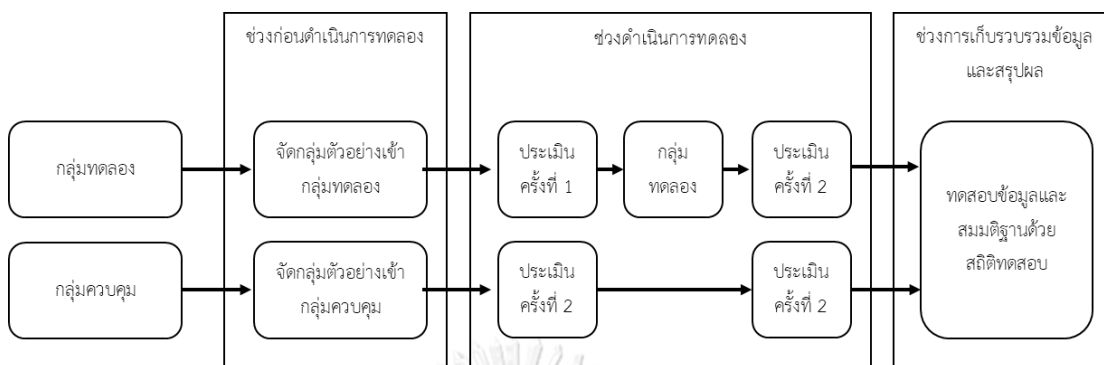 ช่วงก่อนดำเนินการทดลอง
ช่วงดำเนินการทดลอง
ช่วงการเก็บรวบรวมข้อมูล
และสรุปผล
กลุ่มทดลอง
จัดกลุ่มตัวอย่างเข้า
กลุ่มทดลอง
ประเมิน
ครั้งที่ 1
กลุ่ม
ทดลอง
ประเมิน
ครั้งที่ 2
ทดสอบข้อมูลและ
สมมติฐานด้วย
สถิติทดสอบ
กลุ่มควบคุม
จัดกลุ่มตัวอย่างเข้า
กลุ่มควบคุม
ประเมิน
ครั้งที่ 2
ประเมิน
ครั้งที่ 2